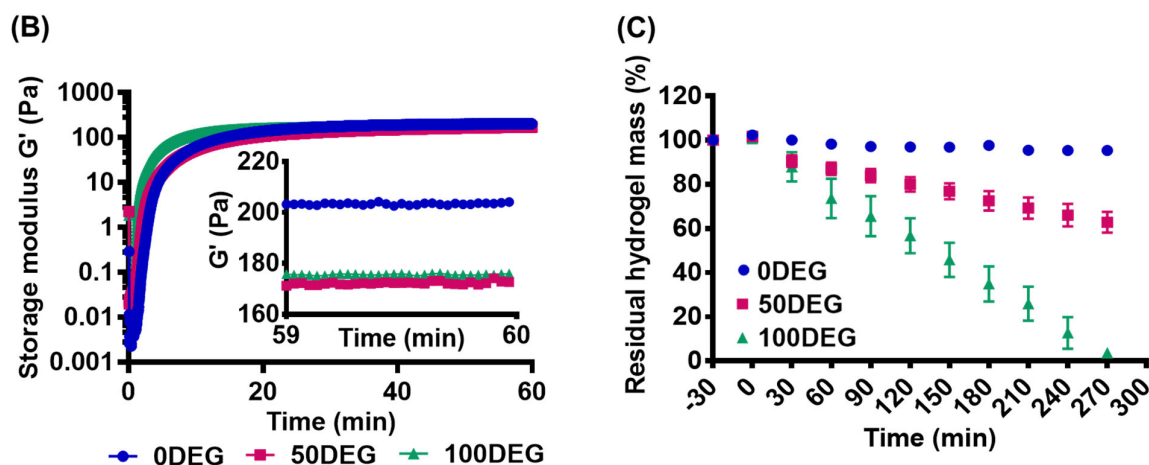 (B)
Storage modulus G' (Pa)
1000
100
10
1
0.1
0.01
0.001
0
20
40
60
Time (min)
G' (Pa)
220
200
180
160
59
60
Time (min)
0DEG
50DEG
100DEG
(C)
Residual hydrogel mass (%)
120
100
80
60
40
20
0
0DEG
50DEG
100DEG
-30
0
30
60
90
120
150
180
210
240
270
300
Time (min)